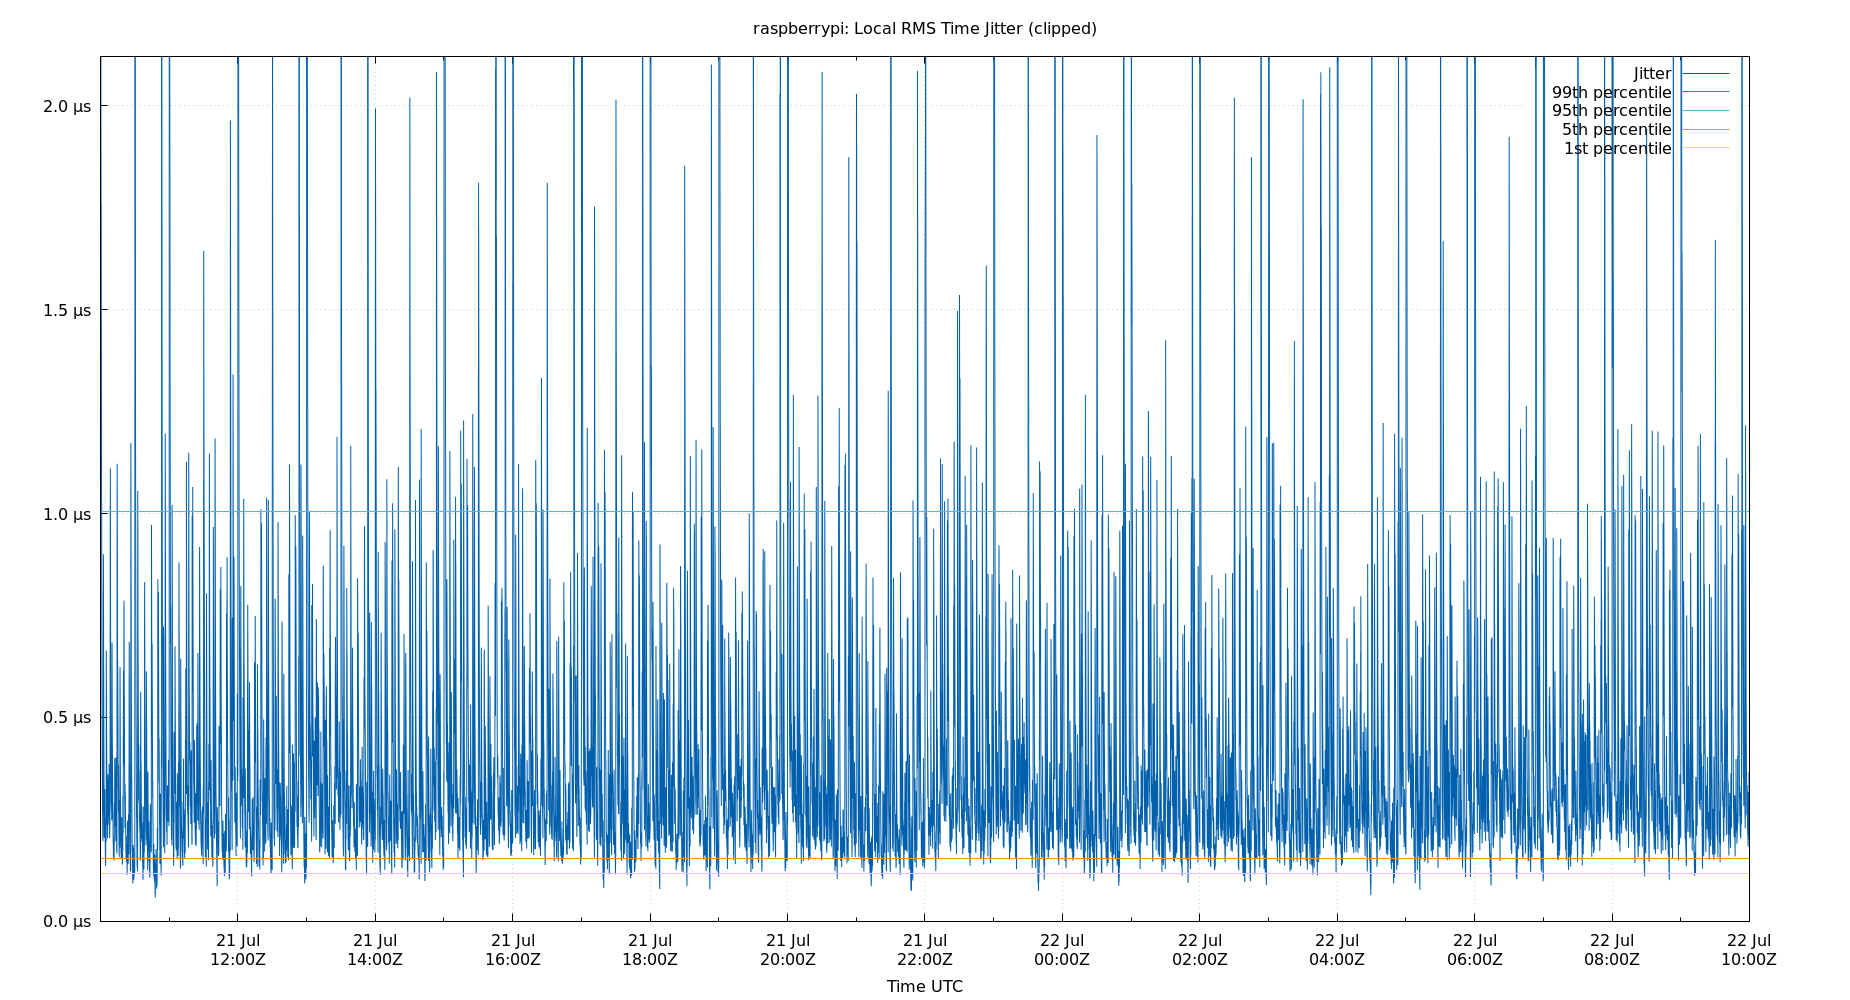 raspberrypi: Local RMS Time Jitter (clipped)
Jitter
99th percentile
95th percentile
5th percentile
1st percentile
2.0 μs
1.5 μs
1.0 μs
0.5 μs
0.0 μs
21 Jul 21 Jul 21 Jul 21 Jul 21 Jul 21 Jul 22 Jul 22 Jul 22 Jul 22 Jul 22 Jul 22 Jul
12:00Z 14:00Z 16:00Z 18:00Z 20:00Z 22:00Z 00:00Z 02:00Z 04:00Z 06:00Z 08:00Z 10:00Z
Time UTC